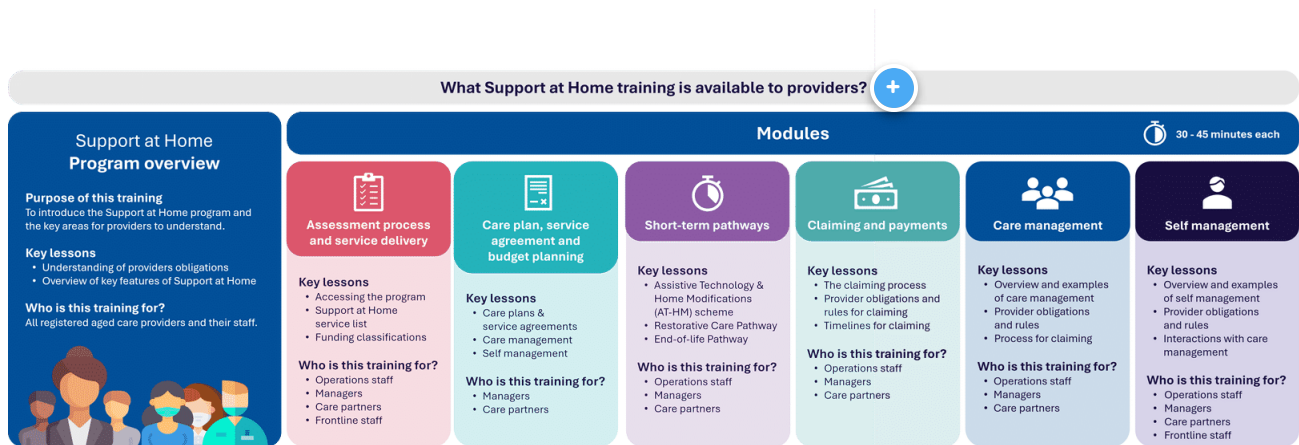 What Support at Home training is available to providers?
Support at Home
Program overview
Purpose of this training
To introduce the Support at Home program and
the key areas for providers to understand.
Key lessons
• Understanding of providers obligations
• Overview of key features of Support at Home
Who is this training for?
All registered aged care providers and their staff.
Modules
30 - 45 minutes each
Assessment process
and service delivery
Key lessons
• Accessing the program
• Support at Home
service list
• Funding classifications
Who is this training for?
• Operations staff
• Managers
• Care partners
• Frontline staff
Care plan, service
agreement and
budget planning
Key lessons
• Care plans &
service agreements
• Care management
• Self management
Who is this training for?
• Managers
• Care partners
Short-term pathways
Key lessons
• Assistive Technology &
Home Modifications
(AT-HM) scheme
• Restorative Care Pathway
• End-of-life Pathway
Who is this training for?
• Operations staff
• Managers
• Care partners
Claiming and payments
Key lessons
• The claiming process
• Provider obligations and
rules for claiming
• Timelines for claiming
Who is this training for?
• Operations staff
• Managers
• Care partners
Care management
Key lessons
• Overview and examples
of care management
• Provider obligations
and rules
• Process for claiming
Who is this training for?
• Operations staff
• Managers
• Care partners
Self management
Key lessons
• Overview and examples
of self management
• Provider obligations
and rules
• Interactions with care
management
Who is this training for?
• Operations staff
• Managers
• Care partners
• Frontline staff